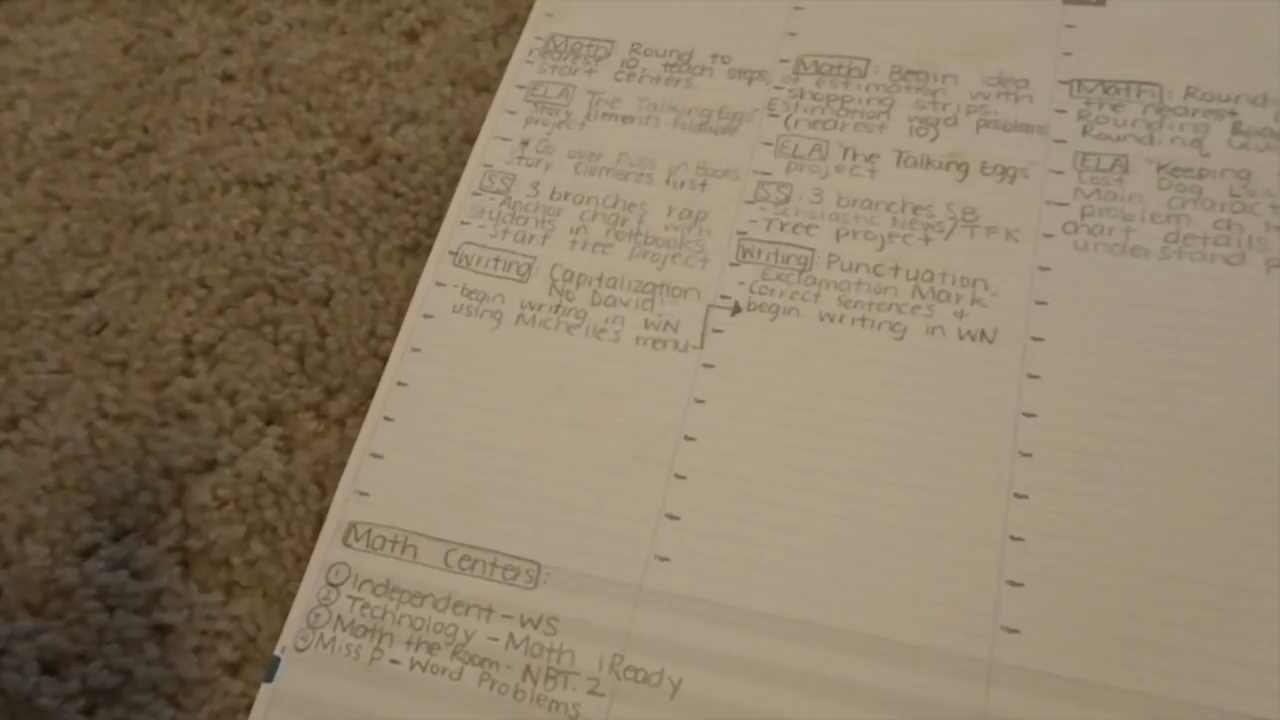 Math: Round to
nearest 10, teach steps,
- start centers.
ELA The Talking Eggs
- Story Elements foldable
project
* Go over Puss in Boots
story elements first
SS: 3 branches rap
- Anchor chart with
students in notebooks
- Start tree project
Writing: Capitalization
No David!
- begin writing in WN
using Michelle's menu
Math: Begin idea
of estimation with
- shopping strips.
Estimation word problems
(nearest 10)
ELA The Talking Eggs
project
SS: 3 branches SB
- Scholastic News/TFK
- Tree project
Writing: Punctuation
Exclamation Mark
- Correct sentences +
begin writing in WN
Math: Round
the nearest
Rounding
Rounding
ELA "Keeping
Lost Dog
Main
problem
chart details
understand
Math Centers:
① Independent - WS
② Technology - Math iReady
③ Math the Room - NBT.2
④ Miss P - Word Problems